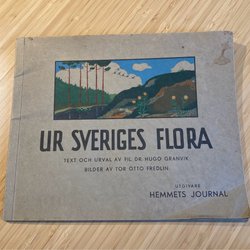 UR SVERIGES FLORA
TEXT OCH URVAL AV FIL. DR. HUGO GRANVIK
BILDER AV TOR OTTO FREDLIN
UTGIVARE
HEMMETS JOURNAL